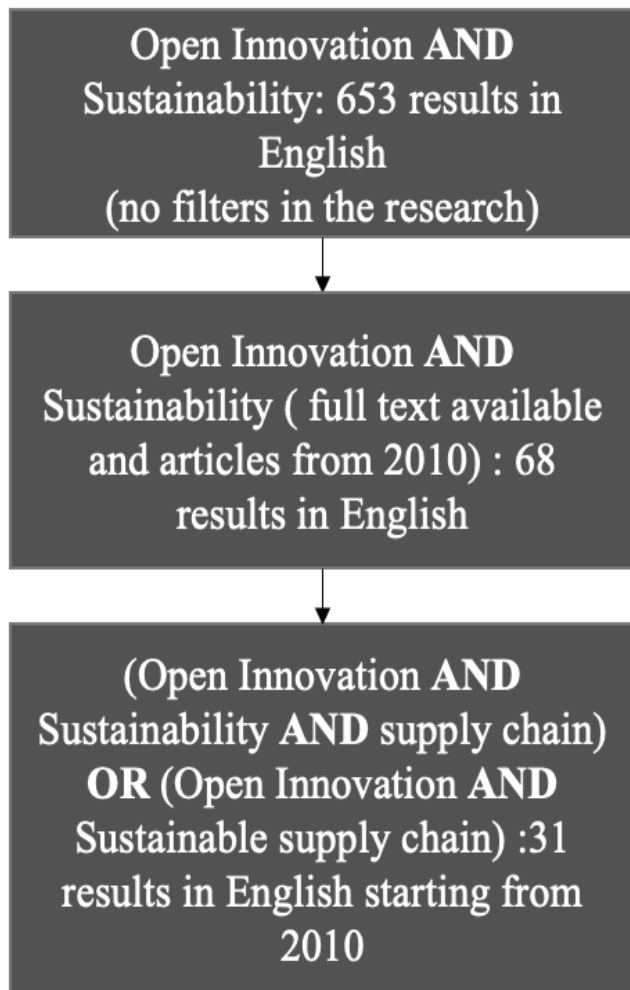 Open Innovation AND
Sustainability: 653 results in
English
(no filters in the research)
Open Innovation AND
Sustainability ( full text available
and articles from 2010) : 68
results in English
(Open Innovation AND
Sustainability AND supply chain)
OR (Open Innovation AND
Sustainable supply chain) :31
results in English starting from
2010